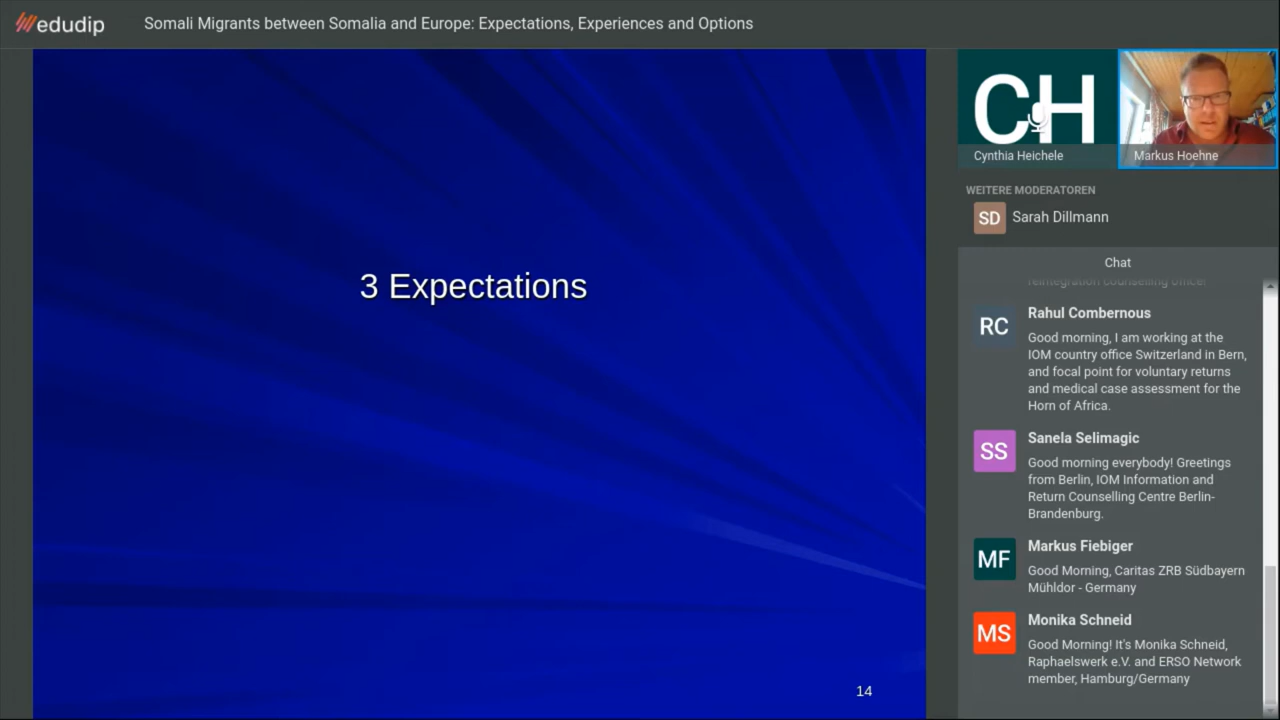 edudip
Somali Migrants between Somalia and Europe: Expectations, Experiences and Options
3 Expectations
14
CH
Cynthia Heichele
Markus Hoehne
WEITERE MODERATOREN
SD
Sarah Dillmann
Chat
reintegration counselling office!
RC
Rahul Combernous
Good morning, I am working at the
IOM country office Switzerland in Bern,
and focal point for voluntary returns
and medical case assessment for the
Horn of Africa.
SS
Sanela Selimagic
Good morning everybody! Greetings
from Berlin, IOM Information and
Return Counselling Centre Berlin-
Brandenburg.
MF
Markus Fiebiger
Good Morning, Caritas ZRB Südbayern
Mühldor - Germany
MS
Monika Schneid
Good Morning! It's Monika Schneid,
Raphaelswerk e.V. and ERSO Network
member, Hamburg/Germany